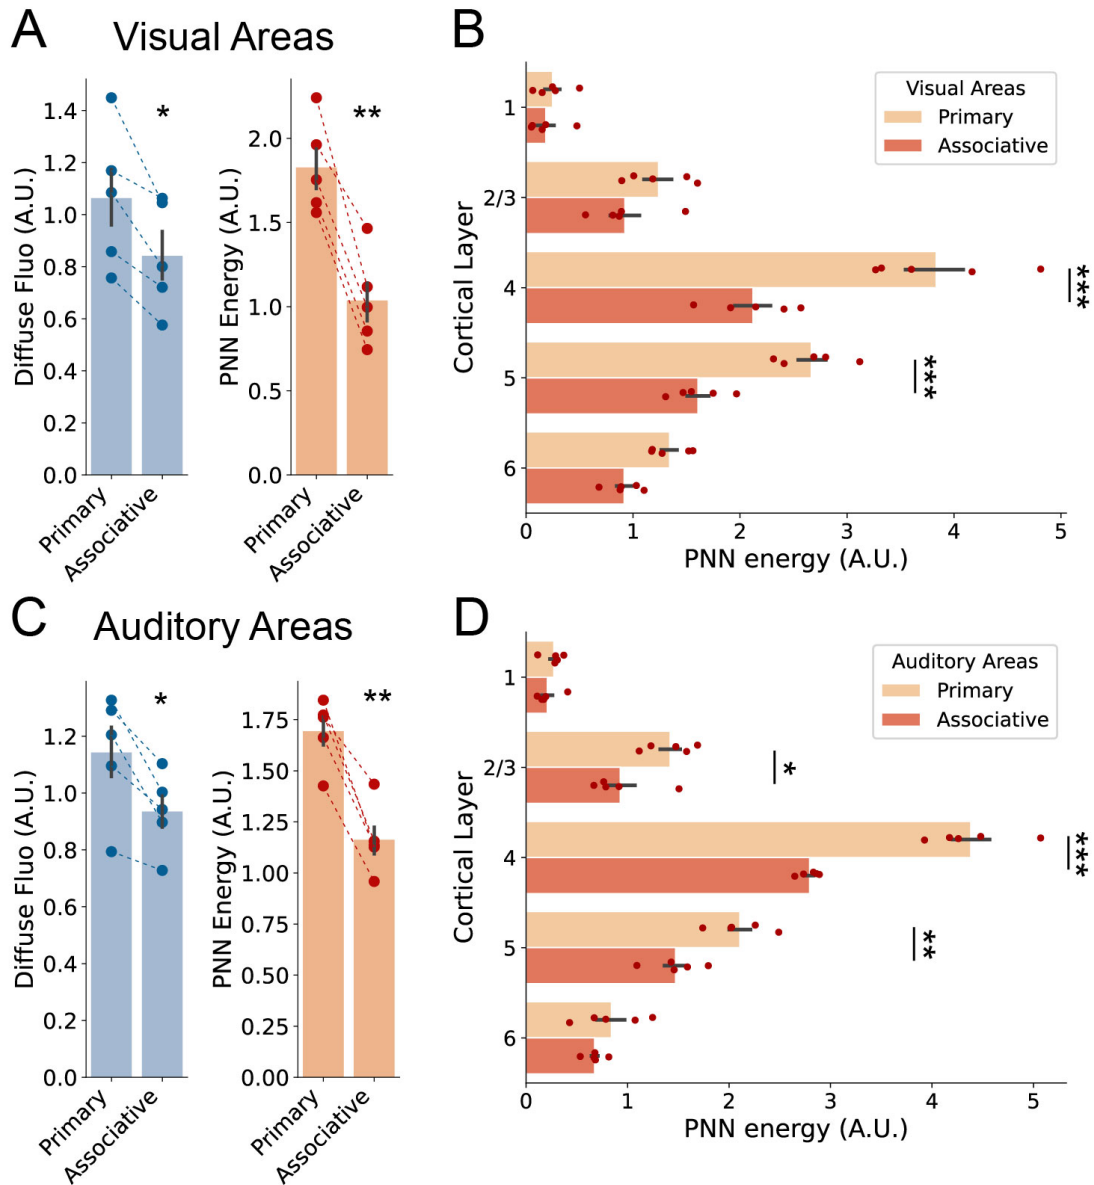 A
Visual Areas
Diffuse Fluo (A.U.)
1.4
1.2
1.0
0.8
0.6
0.4
0.2
0.0
*
Primary
Associative
PNN Energy (A.U.)
2.0
1.5
1.0
0.5
0.0
**
Primary
Associative
B
Cortical Layer
1
2/3
4
5
6
Visual Areas
Primary
Associative
***
***
0 1 2 3 4 5
PNN energy (A.U.)
C
Auditory Areas
Diffuse Fluo (A.U.)
1.2
1.0
0.8
0.6
0.4
0.2
0.0
*
Primary
Associative
PNN Energy (A.U.)
1.75
1.50
1.25
1.00
0.75
0.50
0.25
0.00
**
Primary
Associative
D
Cortical Layer
1
2/3
4
5
6
Auditory Areas
Primary
Associative
*
***
**
0 1 2 3 4 5
PNN energy (A.U.)